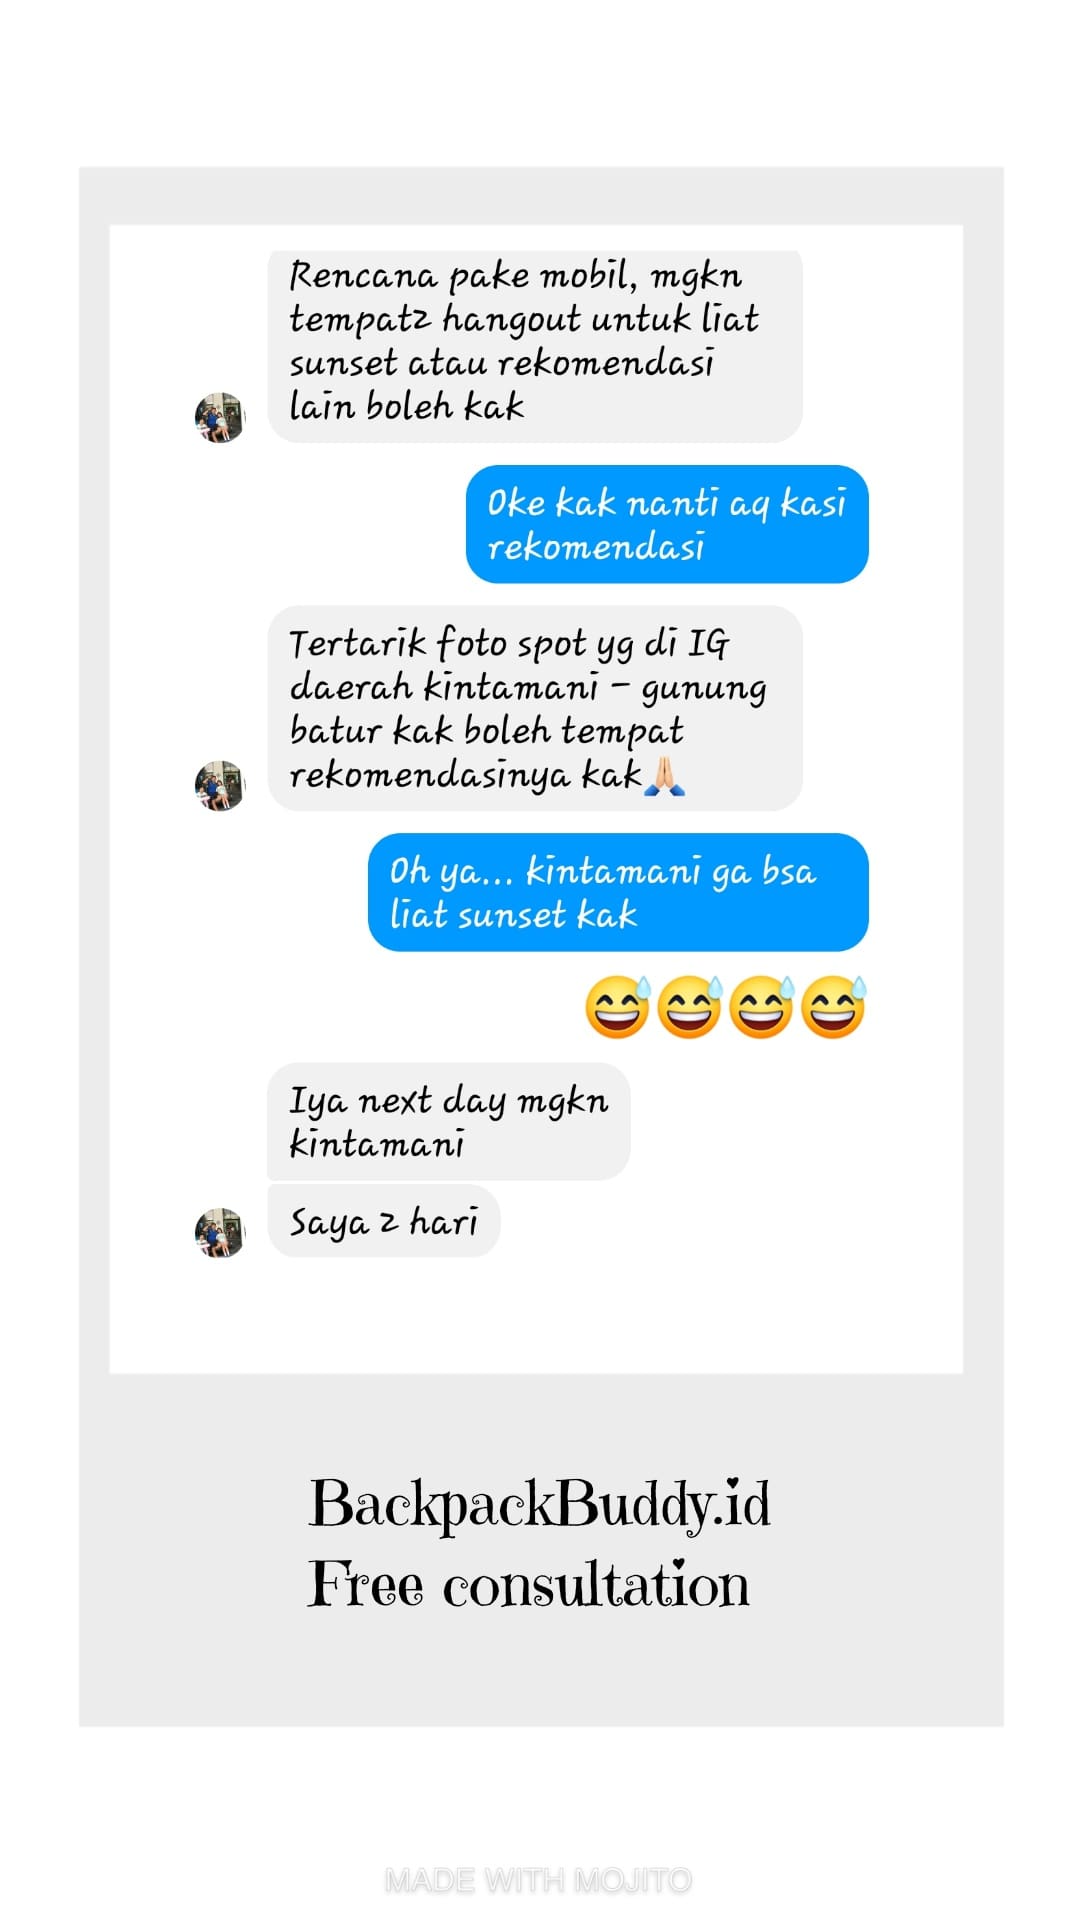 Rencana pake mobil, mgkn
tempat2 hangout untuk liat
sunset atau rekomendasi
lain boleh kak
Oke kak nanti aq kasi
rekomendasi
Tertarik foto spot yg di IG
daerah kintamani - gunung
batur kak boleh tempat
rekomendasinya kak🙏🏻
Oh ya... kintamani ga bsa
liat sunset kak
😅😅😅😅
Iya next day mgkn
kintamani
Saya 2 hari
BackpackBuddy.id
Free consultation
MADE WITH MOJITO